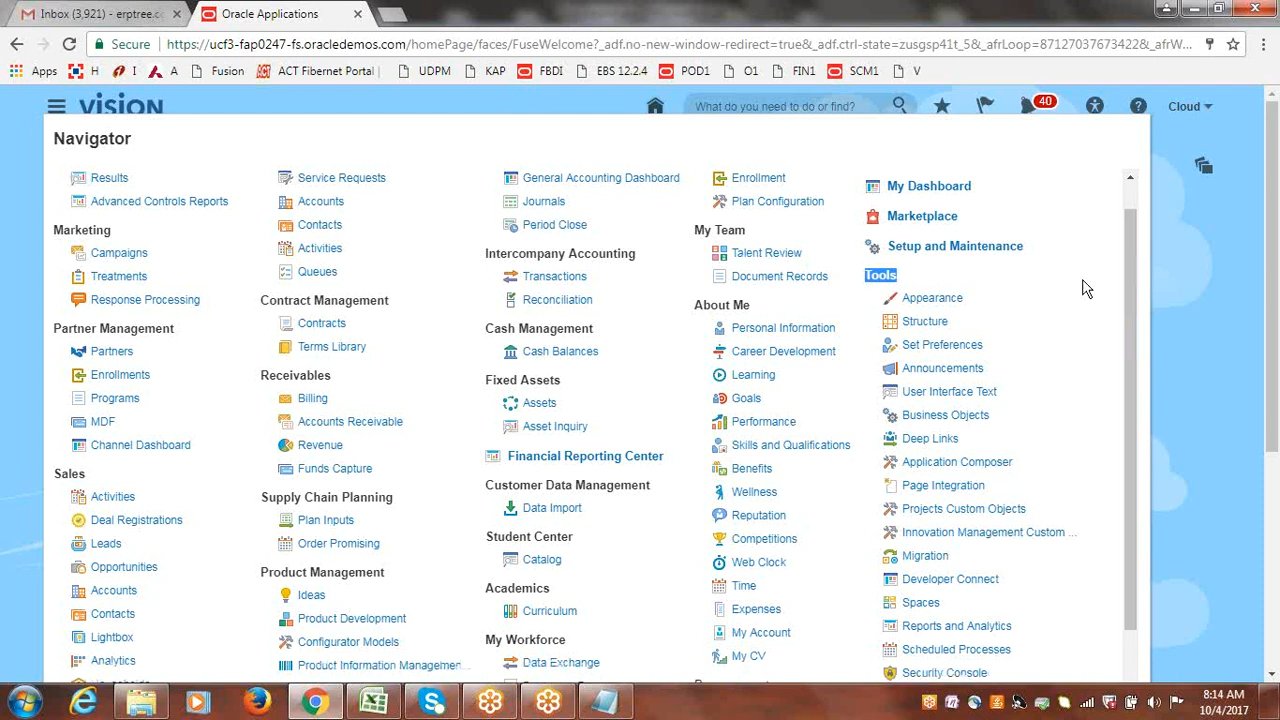 Inbox (3,921) - erptree.c
Oracle Applications
Secure
https://ucf3-fap0247-fs.oracledemos.com/homePage/faces/FuseWelcome?_adf.no-new-window-redirect=true&_adf.ctrl-state=zusgsp41t_5&_afrLoop=87127037673422&_afrW...
Apps
H
I
A
Fusion
ACT Fibernet Portal
UDPM
KAP
FBDI
EBS 12.2.4
POD1
O1
FIN1
SCM1
V
VISION
What do you need to do or find?
40
Cloud
Navigator
Results
Advanced Controls Reports
Marketing
Campaigns
Treatments
Response Processing
Partner Management
Partners
Enrollments
Programs
MDF
Channel Dashboard
Sales
Activities
Deal Registrations
Leads
Opportunities
Accounts
Contacts
Lightbox
Analytics
Service Requests
Accounts
Contacts
Activities
Queues
Contract Management
Contracts
Terms Library
Receivables
Billing
Accounts Receivable
Revenue
Funds Capture
Supply Chain Planning
Plan Inputs
Order Promising
Product Management
Ideas
Product Development
Configurator Models
Product Information Managemen...
General Accounting Dashboard
Journals
Period Close
Intercompany Accounting
Transactions
Reconciliation
Cash Management
Cash Balances
Fixed Assets
Assets
Asset Inquiry
Financial Reporting Center
Customer Data Management
Data Import
Student Center
Catalog
Academics
Curriculum
My Workforce
Data Exchange
Enrollment
Plan Configuration
My Team
Talent Review
Document Records
About Me
Personal Information
Career Development
Learning
Goals
Performance
Skills and Qualifications
Benefits
Wellness
Reputation
Competitions
Web Clock
Time
Expenses
My Account
My CV
My Dashboard
Marketplace
Setup and Maintenance
Tools
Appearance
Structure
Set Preferences
Announcements
User Interface Text
Business Objects
Deep Links
Application Composer
Page Integration
Projects Custom Objects
Innovation Management Custom ...
Migration
Developer Connect
Spaces
Reports and Analytics
Scheduled Processes
Security Console
8:14 AM
10/4/2017